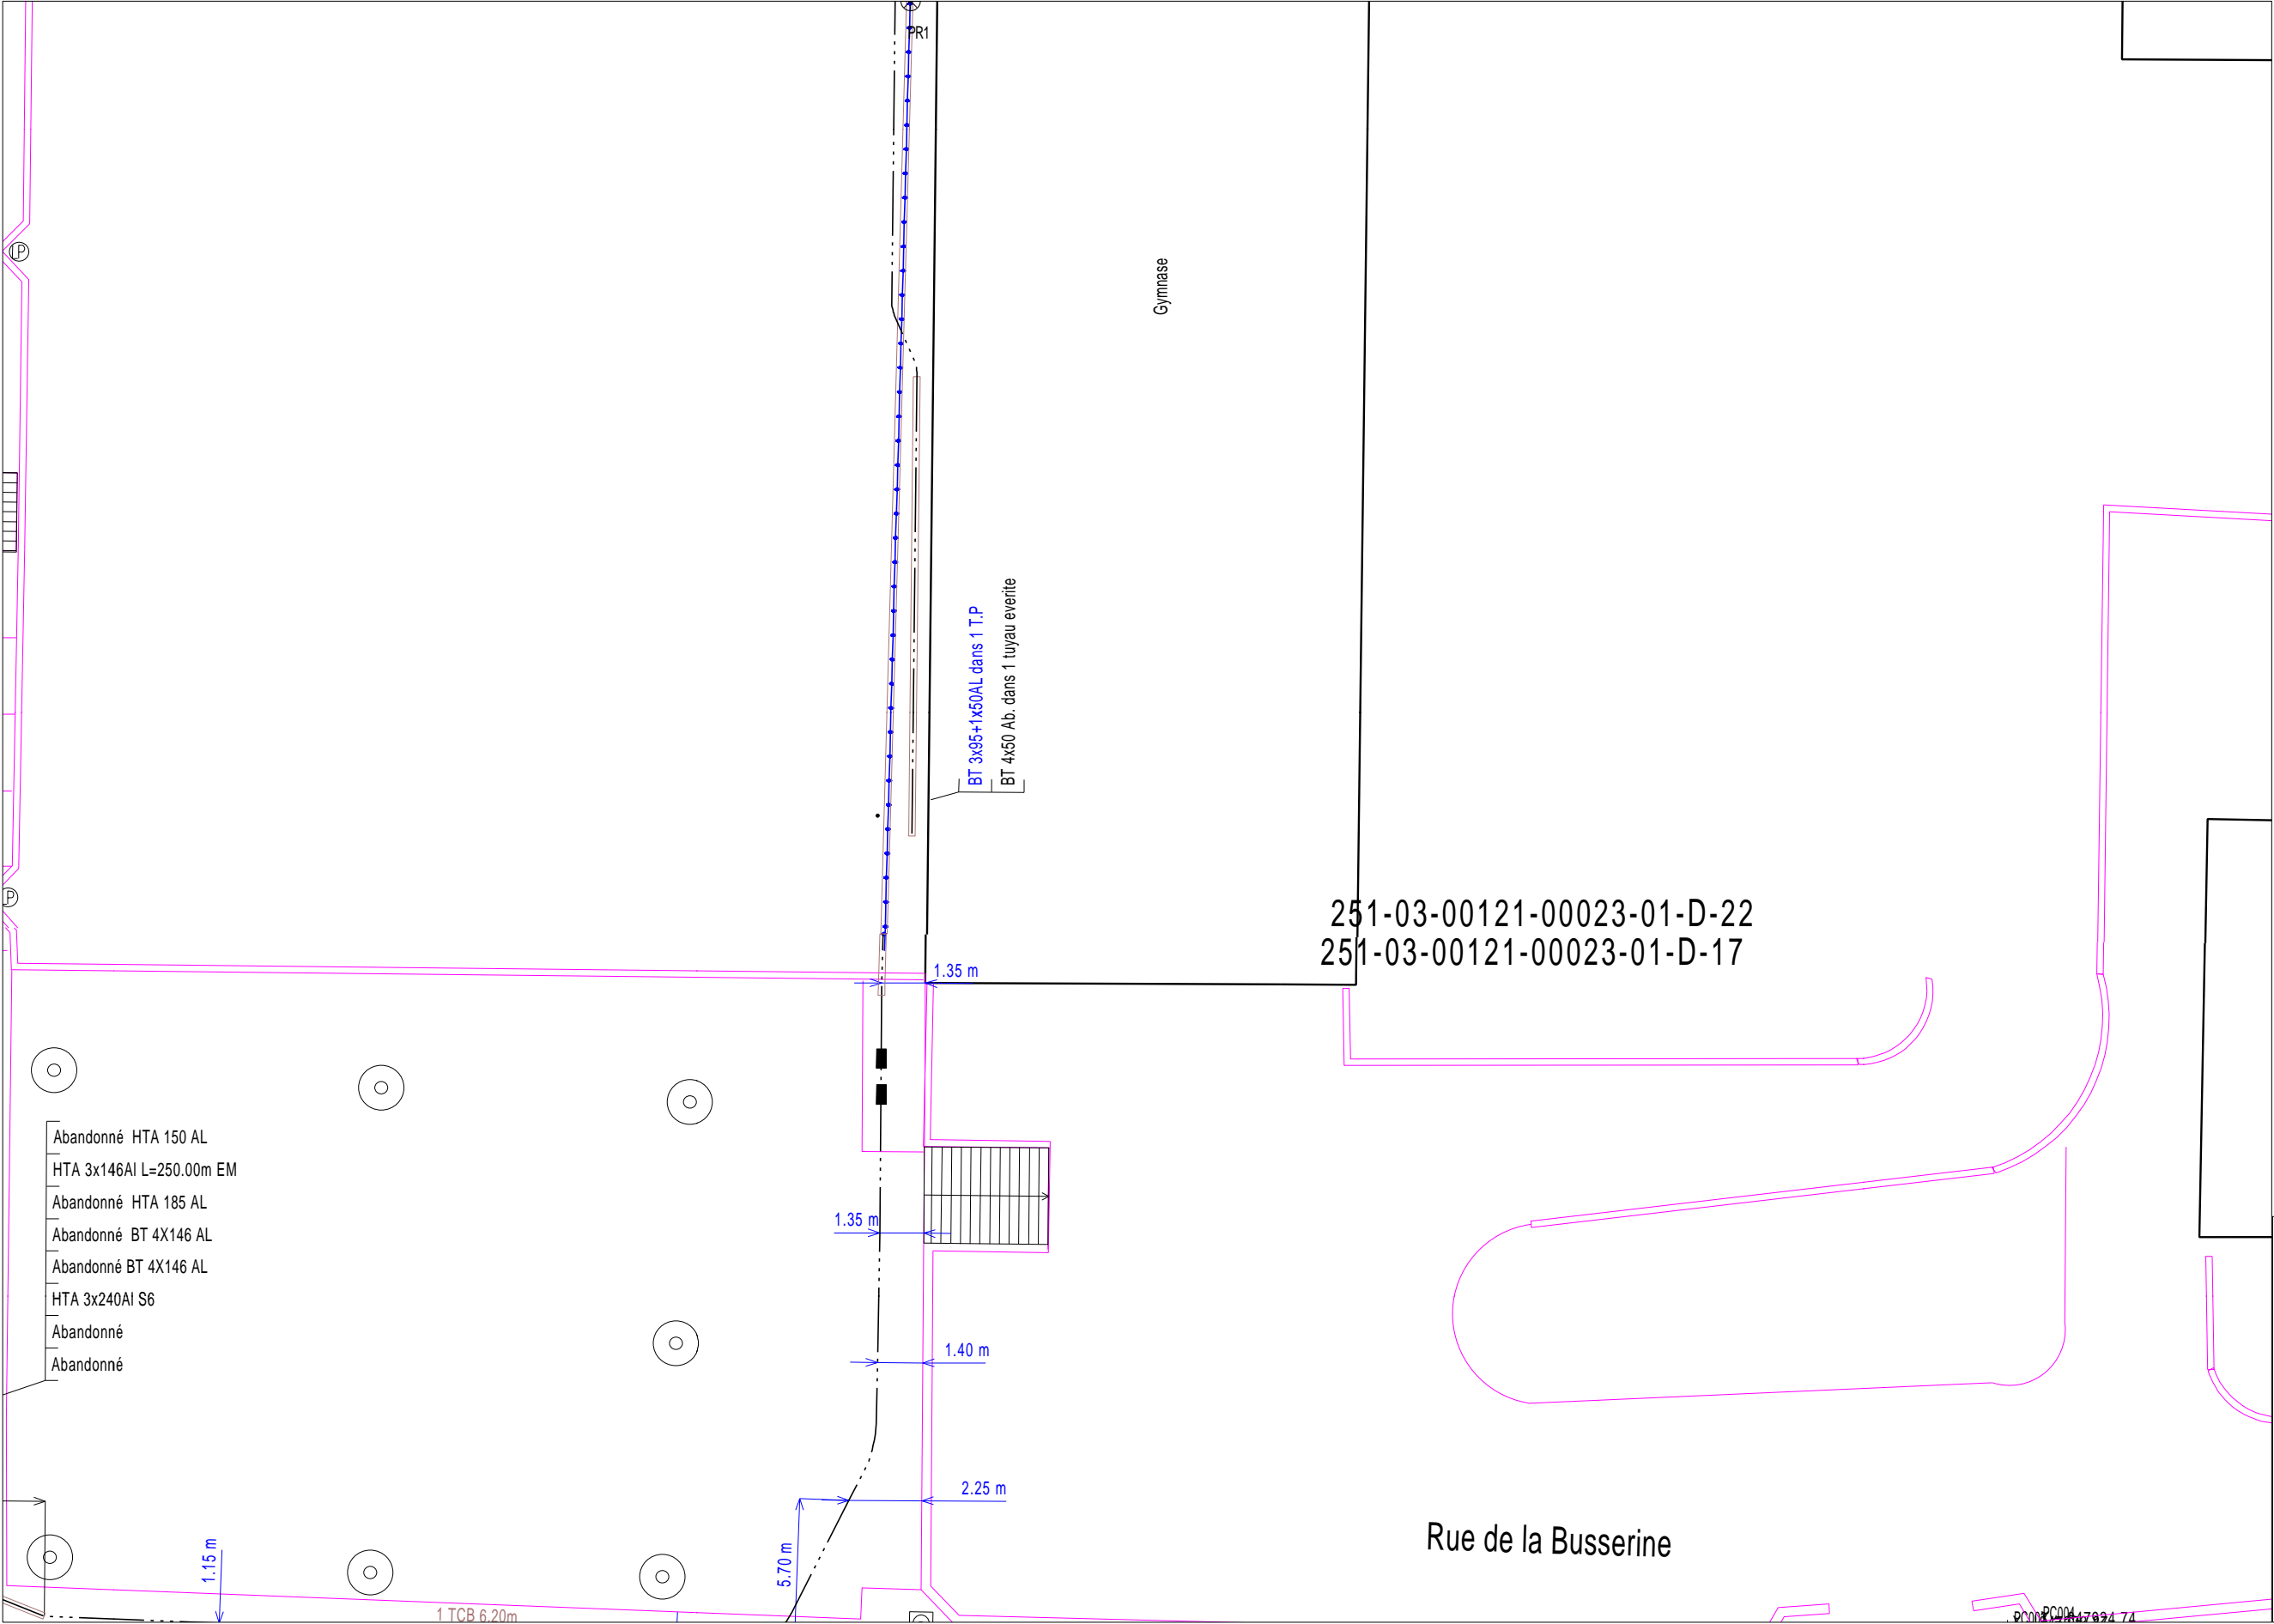 PR1
LP
Gymnase
BT 3x95+1x50AL dans 1 T.P
BT 4x50 Ab. dans 1 tuyau everite
LP
251-03-00121-00023-01-D-22
251-03-00121-00023-01-D-17
1.35 m
Abandonné HTA 150 AL
HTA 3x146Al L=250.00m EM
Abandonné HTA 185 AL
Abandonné BT 4X146 AL
Abandonné BT 4X146 AL
HTA 3x240Al S6
Abandonné
Abandonné
1.35 m
1.40 m
2.25 m
5.70 m
1.15 m
Rue de la Busserine
1 TCB 6.20m